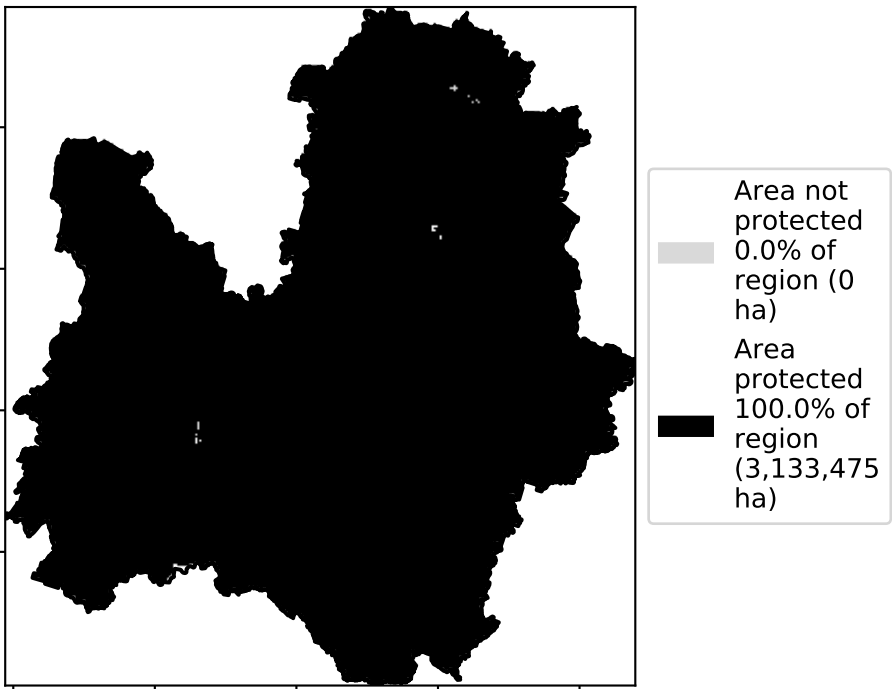 Area not
protected
0.0% of
region (0
ha)
Area
protected
100.0% of
region
(3,133,475
ha)